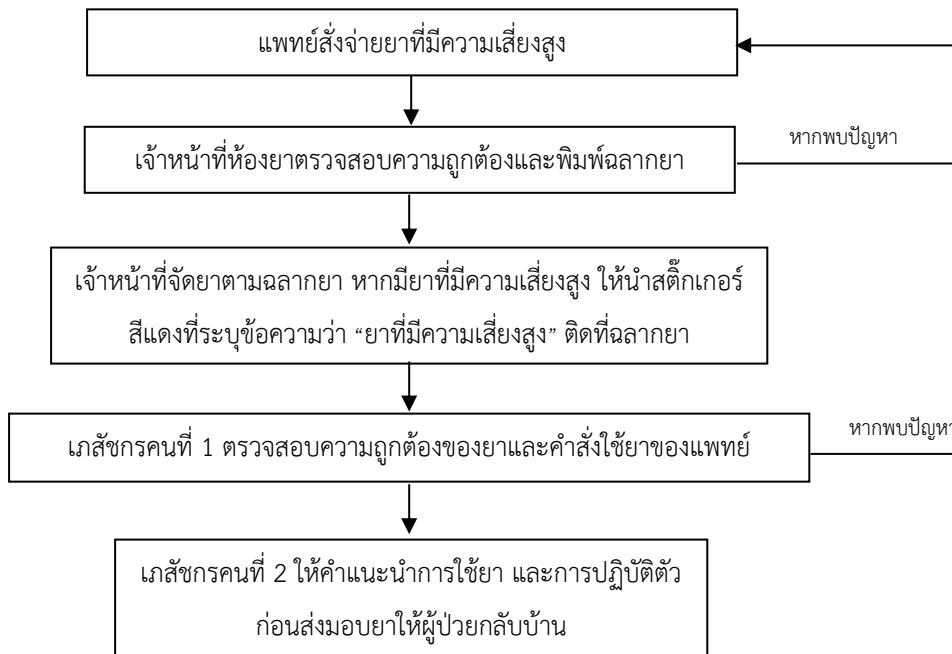 แพทย์สั่งจ่ายยาที่มีความเสี่ยงสูง
เจ้าหน้าที่ห้องยาตรวจสอบความถูกต้องและพิมพ์ฉลากยา
หากพบปัญหา
เจ้าหน้าที่จัดยาตามฉลากยา หากมียาที่มีความเสี่ยงสูง ให้นำสติ๊กเกอร์
สีแดงที่ระบุข้อความว่า “ยาที่มีความเสี่ยงสูง” ติดที่ฉลากยา
เภสัชกรคนที่ 1 ตรวจสอบความถูกต้องของยาและคำสั่งใช้ยาของแพทย์
หากพบปัญหา
เภสัชกรคนที่ 2 ให้คำแนะนำการใช้ยา และการปฏิบัติตัว
ก่อนส่งมอบยาให้ผู้ป่วยกลับบ้าน